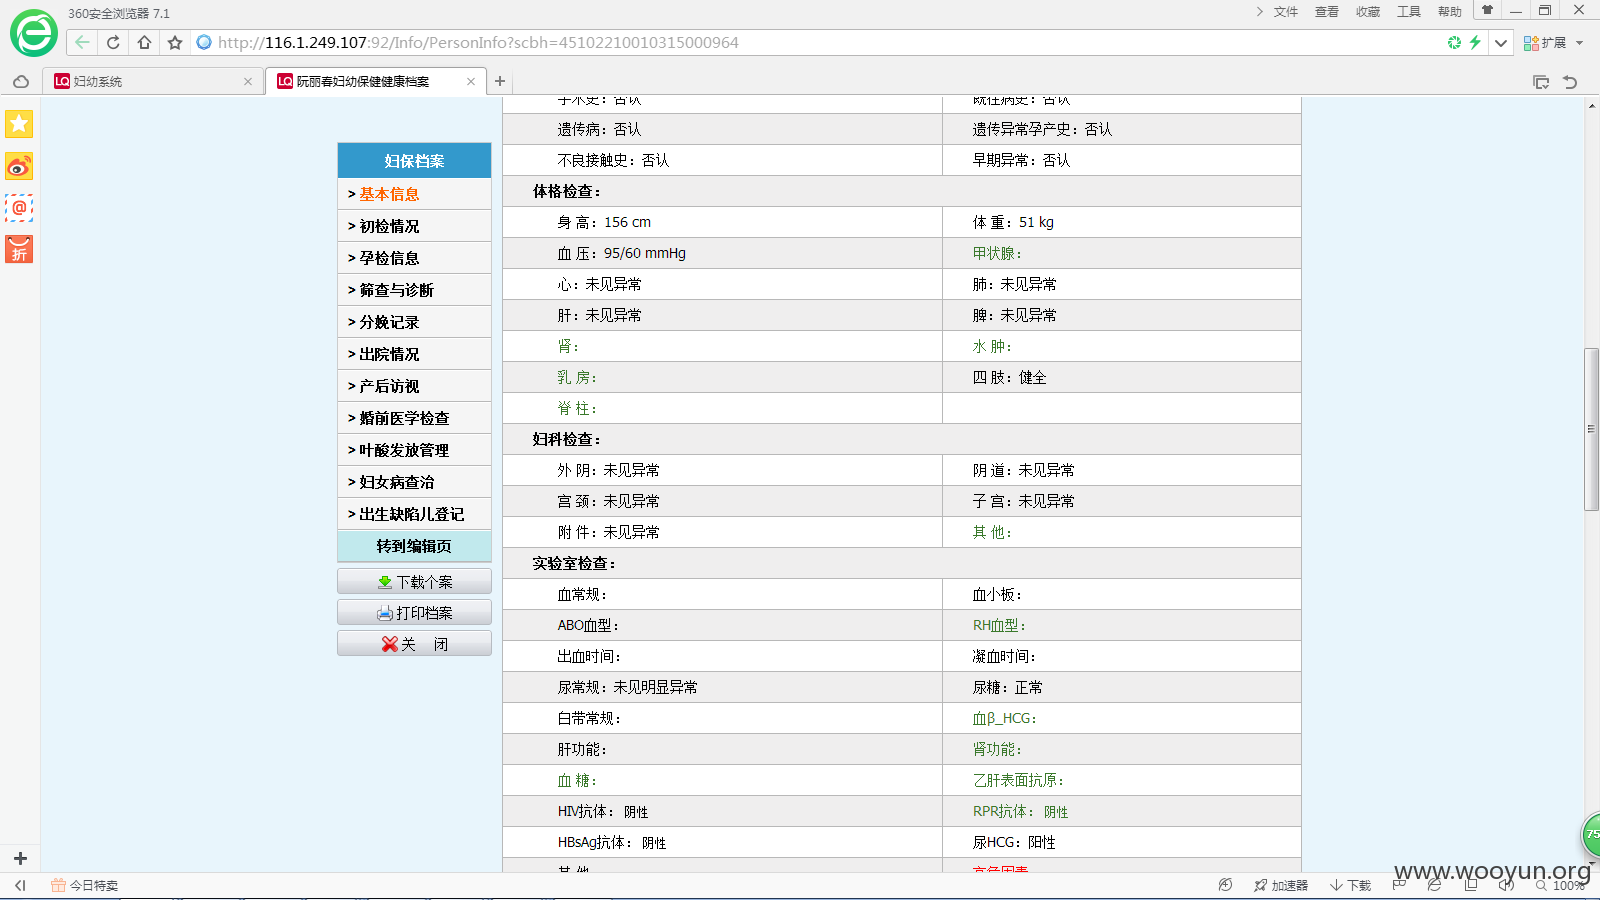 360安全浏览器 7.1
文件 查看 收藏 工具 帮助
http://116.1.249.107:92/Info/PersonInfo?scbh=45102210010315000964
扩展
妇幼系统
阮丽春妇幼保健健康档案
手术史：否认 既往病史：否认
遗传病：否认 遗传异常孕产史：否认
不良接触史：否认 早期异常：否认
体格检查：
身 高：156 cm 体 重：51 kg
血 压：95/60 mmHg 甲状腺：
心：未见异常 肺：未见异常
肝：未见异常 脾：未见异常
肾： 水 肿：
乳 房： 四 肢：健全
脊 柱：
妇科检查：
外 阴：未见异常 阴 道：未见异常
宫 颈：未见异常 子 宫：未见异常
附 件：未见异常 其 他：
实验室检查：
血常规： 血小板：
ABO血型： RH血型：
出血时间： 凝血时间：
尿常规：未见明显异常 尿糖：正常
白带常规： 血β_HCG：
肝功能： 肾功能：
血 糖： 乙肝表面抗原：
HIV抗体： 阴性 RPR抗体： 阴性
HBsAg抗体： 阴性 尿HCG：阳性
其 他 高危因素
妇保档案
> 基本信息
> 初检情况
> 孕检信息
> 筛查与诊断
> 分娩记录
> 出院情况
> 产后访视
> 婚前医学检查
> 叶酸发放管理
> 妇女病查治
> 出生缺陷儿登记
转到编辑页
下载个案
打印档案
关 闭
折
75
www.wooyun.org
今日特卖
加速器 下载 100%